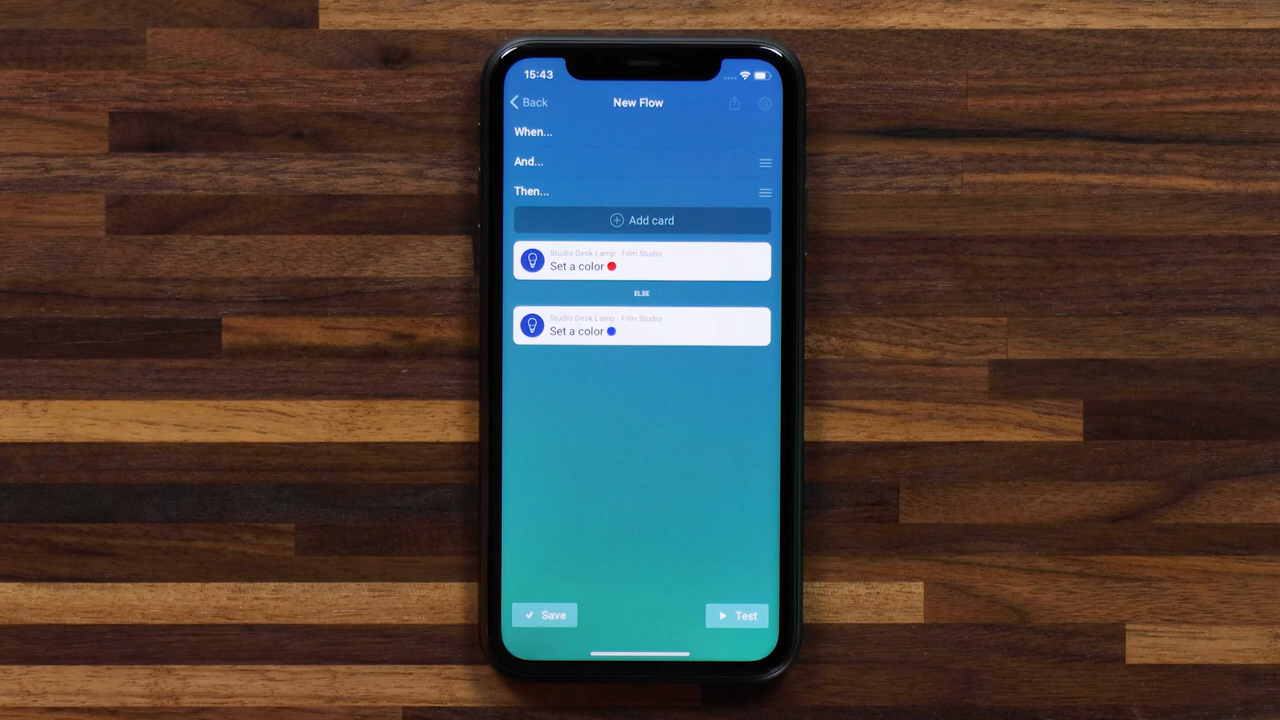 15:43
Back New Flow
When...
And...
Then...
Add card
Studio Desk Lamp - Film Studio
Set a color
ELSE
Studio Desk Lamp - Film Studio
Set a color
Save Test